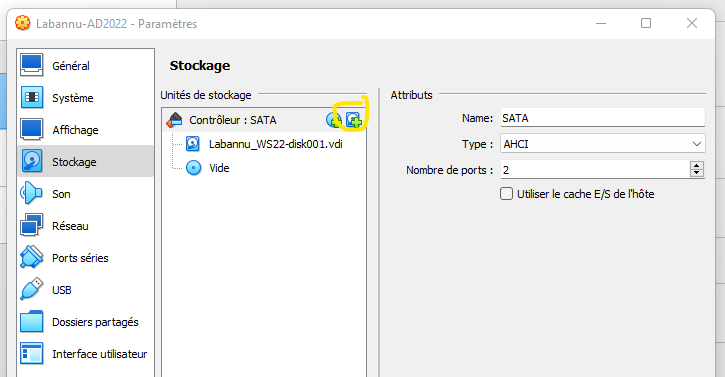 Labannu-AD2022 - Paramètres
Général
Système
Affichage
Stockage
Son
Réseau
Ports séries
USB
Dossiers partagés
Interface utilisateur
Stockage
Unités de stockage
Contrôleur : SATA
Labannu_WS22-disk001.vdi
Vide
Attributs
Name: SATA
Type : AHCI
Nombre de ports : 2
Utiliser le cache E/S de l'hôte